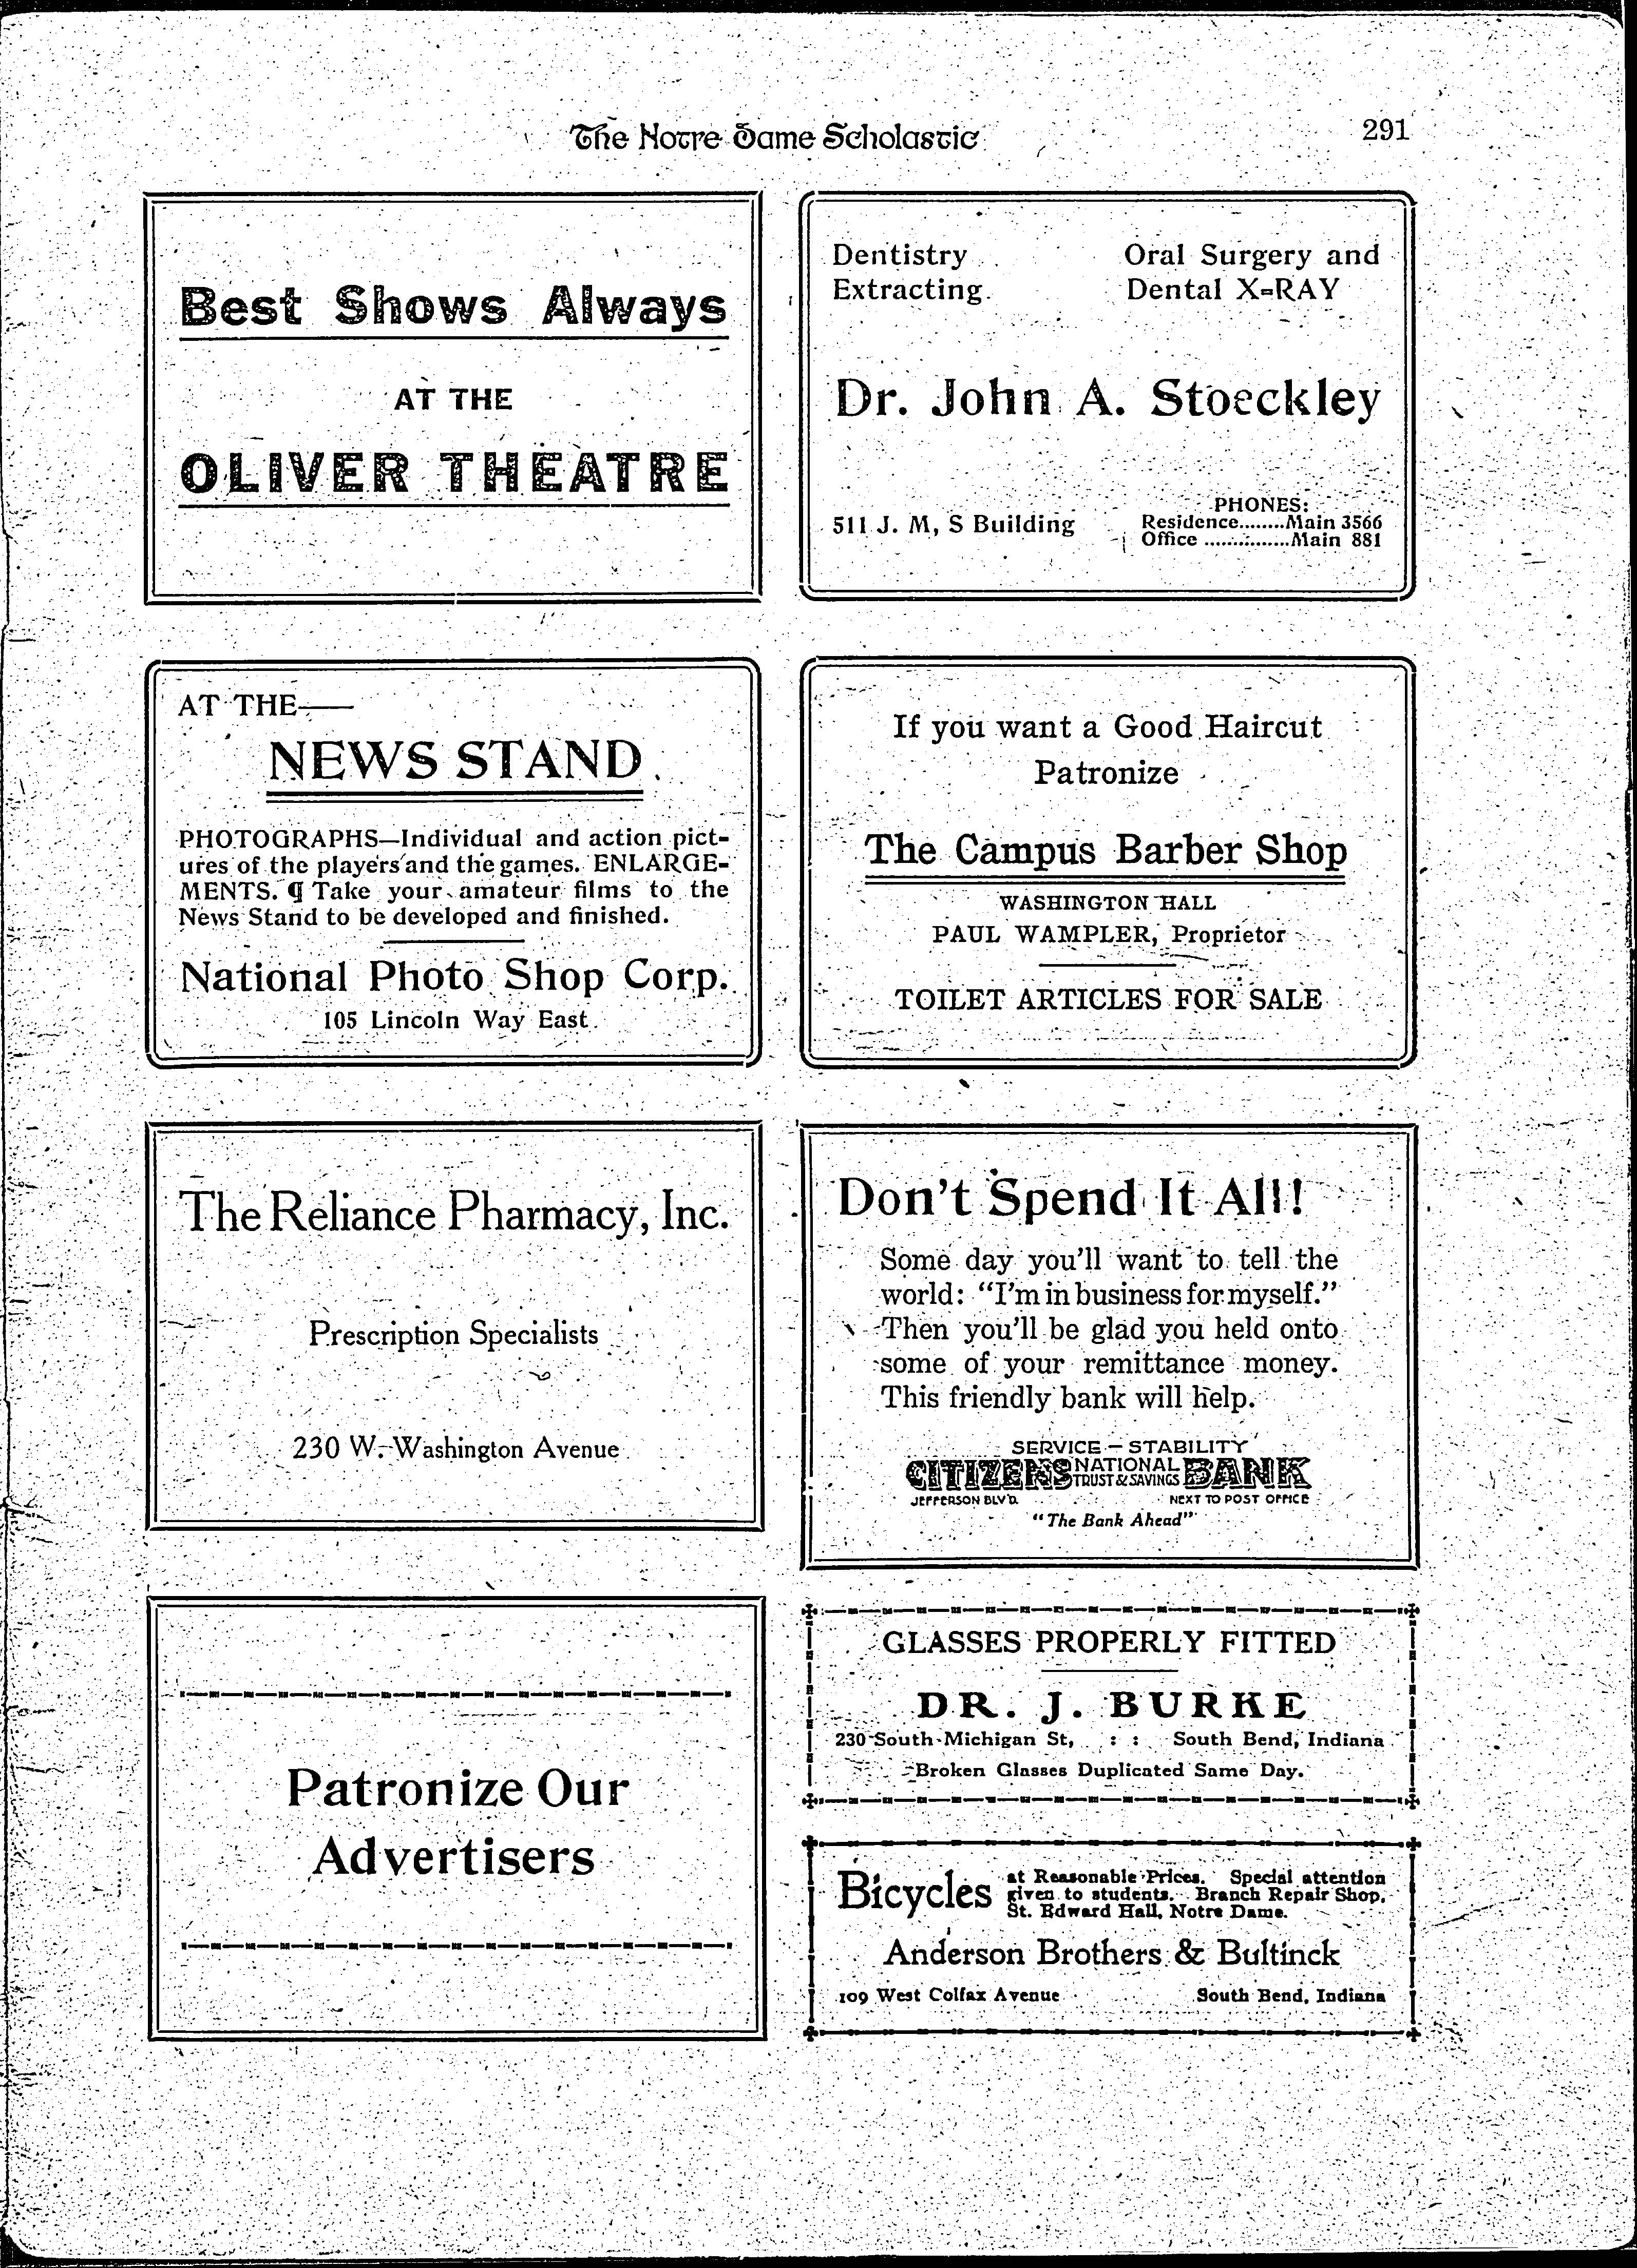 The Notre Dame Scholastic
291
Best Shows Always
AT THE
OLIVER THEATRE
Dentistry
Extracting
Oral Surgery and
Dental X=RAY
Dr. John A. Stoeckley
511 J. M, S Building
PHONES:
Residence........Main 3566
Office ...............Main 881
AT THE—
NEWS STAND
PHOTOGRAPHS—Individual and action pict-
ures of the players and the games. ENLARGE-
MENTS. ¶ Take your amateur films to the
News Stand to be developed and finished.
National Photo Shop Corp.
105 Lincoln Way East
If you want a Good Haircut
Patronize
The Campus Barber Shop
WASHINGTON HALL
PAUL WAMPLER, Proprietor
TOILET ARTICLES FOR SALE
The Reliance Pharmacy, Inc.
Prescription Specialists
230 W. Washington Avenue
Don't Spend It All!
Some day you'll want to tell the
world: "I'm in business for myself."
Then you'll be glad you held onto
some of your remittance money.
This friendly bank will help.
SERVICE — STABILITY
CITIZENS NATIONAL TRUST & SAVINGS BANK
JEFFERSON BLV'D. NEXT TO POST OFFICE
"The Bank Ahead"
Patronize Our
Advertisers
GLASSES PROPERLY FITTED
DR. J. BURKE
230 South Michigan St, : : South Bend, Indiana
Broken Glasses Duplicated Same Day.
Bicycles at Reasonable Prices. Special attention
given to students. Branch Repair Shop,
St. Edward Hall, Notre Dame.
Anderson Brothers & Bultinck
109 West Colfax Avenue South Bend, Indiana